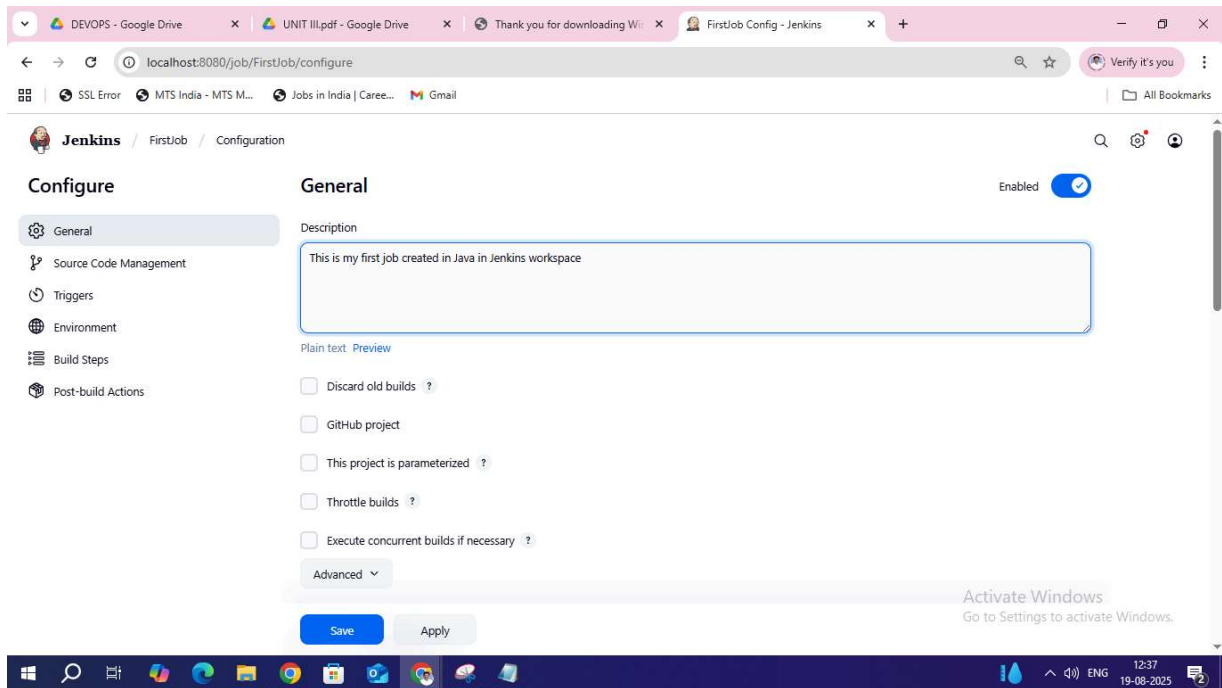 DEVOPS - Google Drive
UNIT III.pdf - Google Drive
Thank you for downloading Wi
FirstJob Config - Jenkins
localhost:8080/job/FirstJob/configure
Verify it's you
SSL Error
MTS India - MTS M...
Jobs in India | Caree...
Gmail
All Bookmarks
Jenkins / FirstJob / Configuration
Configure
General
Source Code Management
Triggers
Environment
Build Steps
Post-build Actions
General
Enabled
Description
This is my first job created in Java in Jenkins workspace
Plain text Preview
Discard old builds ?
GitHub project
This project is parameterized ?
Throttle builds ?
Execute concurrent builds if necessary ?
Advanced
Save
Apply
Activate Windows
Go to Settings to activate Windows.
ENG
12:37
19-08-2025
2